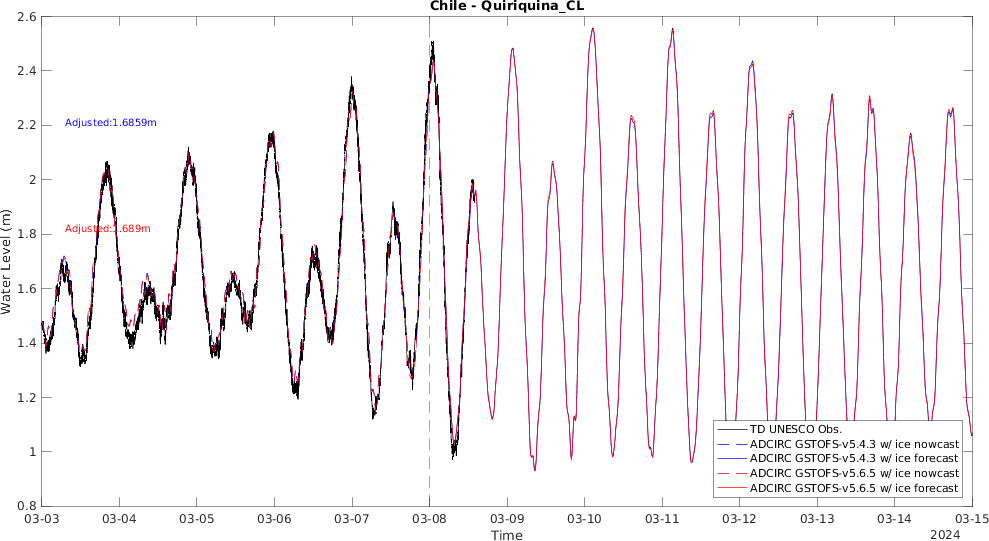 Chile - Quiriquina_CL
2.6
2.4
2.2
2
1.8
1.6
1.4
1.2
1
0.8
Water Level (m)
Adjusted:1.6859m
Adjusted:1.689m
TD UNESCO Obs.
ADCIRC GSTOFS-v5.4.3 w/ ice nowcast
ADCIRC GSTOFS-v5.4.3 w/ ice forecast
ADCIRC GSTOFS-v5.6.5 w/ ice nowcast
ADCIRC GSTOFS-v5.6.5 w/ ice forecast
03-03 03-04 03-05 03-06 03-07 03-08 03-09 03-10 03-11 03-12 03-13 03-14 03-15
Time
2024